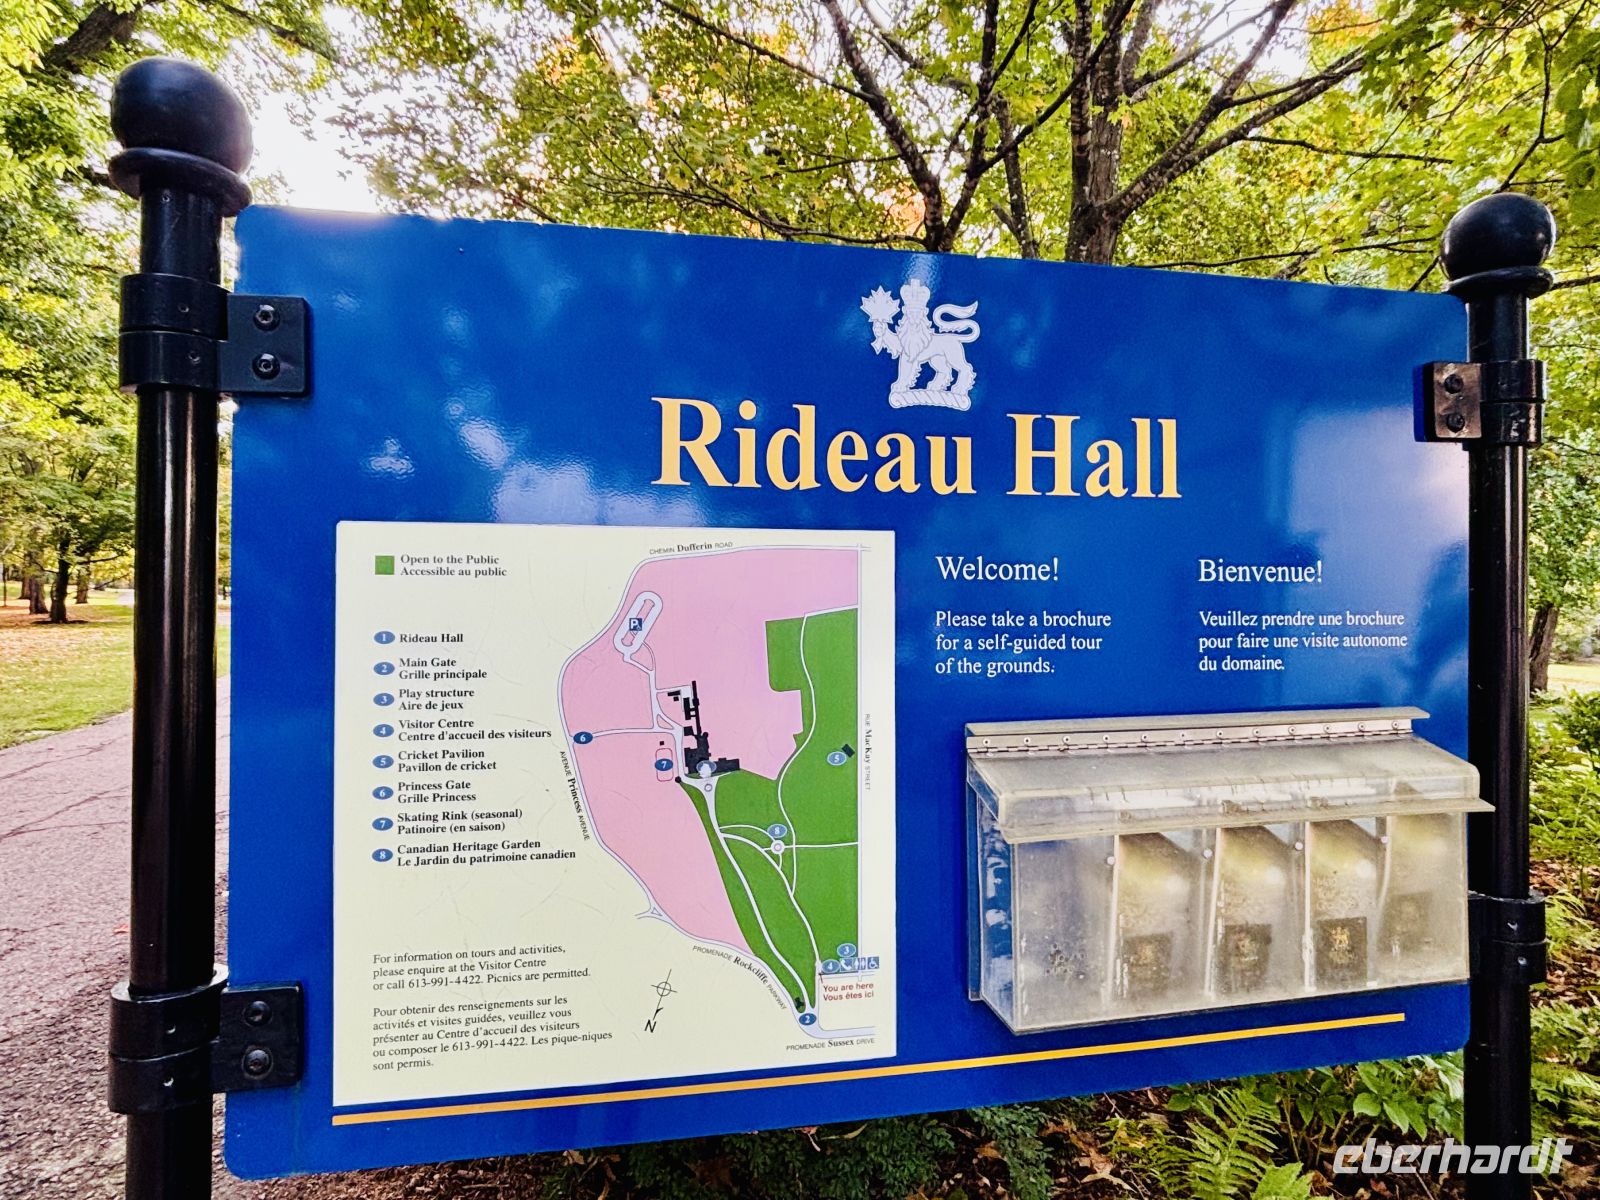 Rideau Hall
Open to the Public
Accessible au public
1 Rideau Hall
2 Main Gate
Grille principale
3 Play structure
Aire de jeux
4 Visitor Centre
Centre d'accueil des visiteurs
5 Cricket Pavilion
Pavillon de cricket
6 Princess Gate
Grille Princess
7 Skating Rink (seasonal)
Patinoire (en saison)
8 Canadian Heritage Garden
Le Jardin du patrimoine canadien
For information on tours and activities,
please enquire at the Visitor Centre
or call 613-991-4422. Picnics are permitted.
Pour obtenir des renseignements sur les
activités et visites guidées, veuillez vous
présenter au Centre d'accueil des visiteurs
ou composer le 613-991-4422. Les pique-niques
sont permis.
CHEMIN Dufferin ROAD
P
6
7
5
8
RUE MacKay STREET
AVENUE Princess AVENUE
PROMENADE Rockcliffe PARKWAY
3
4
You are here
Vous êtes ici
2
PROMENADE Sussex DRIVE
N
Welcome!
Please take a brochure
for a self-guided tour
of the grounds.
Bienvenue!
Veuillez prendre une brochure
pour faire une visite autonome
du domaine.
eberhardt